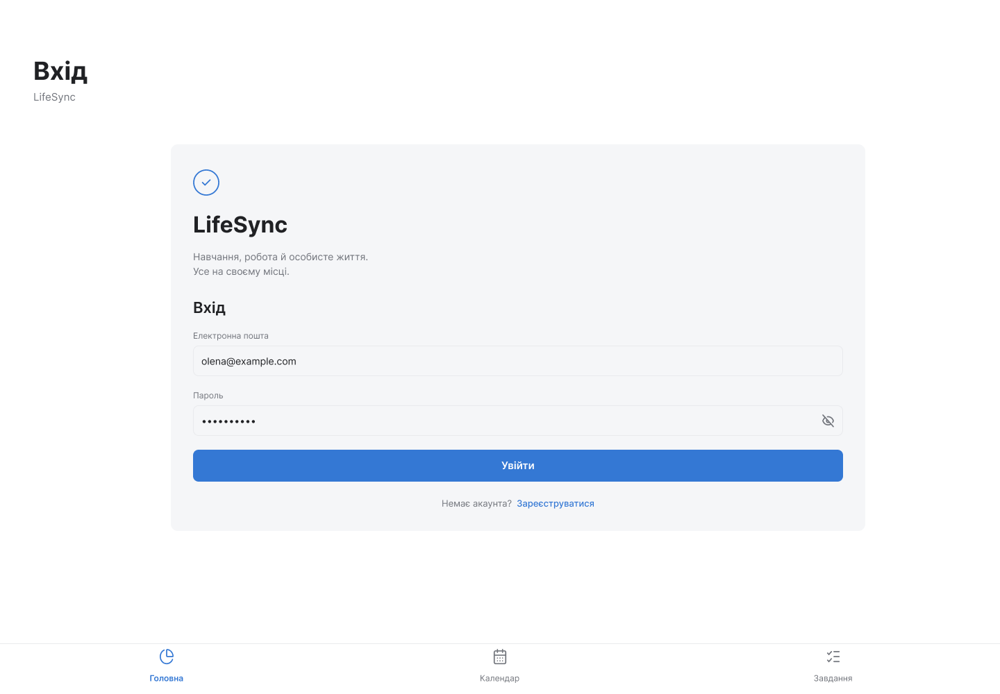 Вхід
LifeSync
LifeSync
Навчання, робота й особисте життя.
Усе на своєму місці.
Вхід
Електронна пошта
olena@example.com
Пароль
••••••••••
Увійти
Немає акаунта? Зареєструватися
Головна
Календар
Завдання